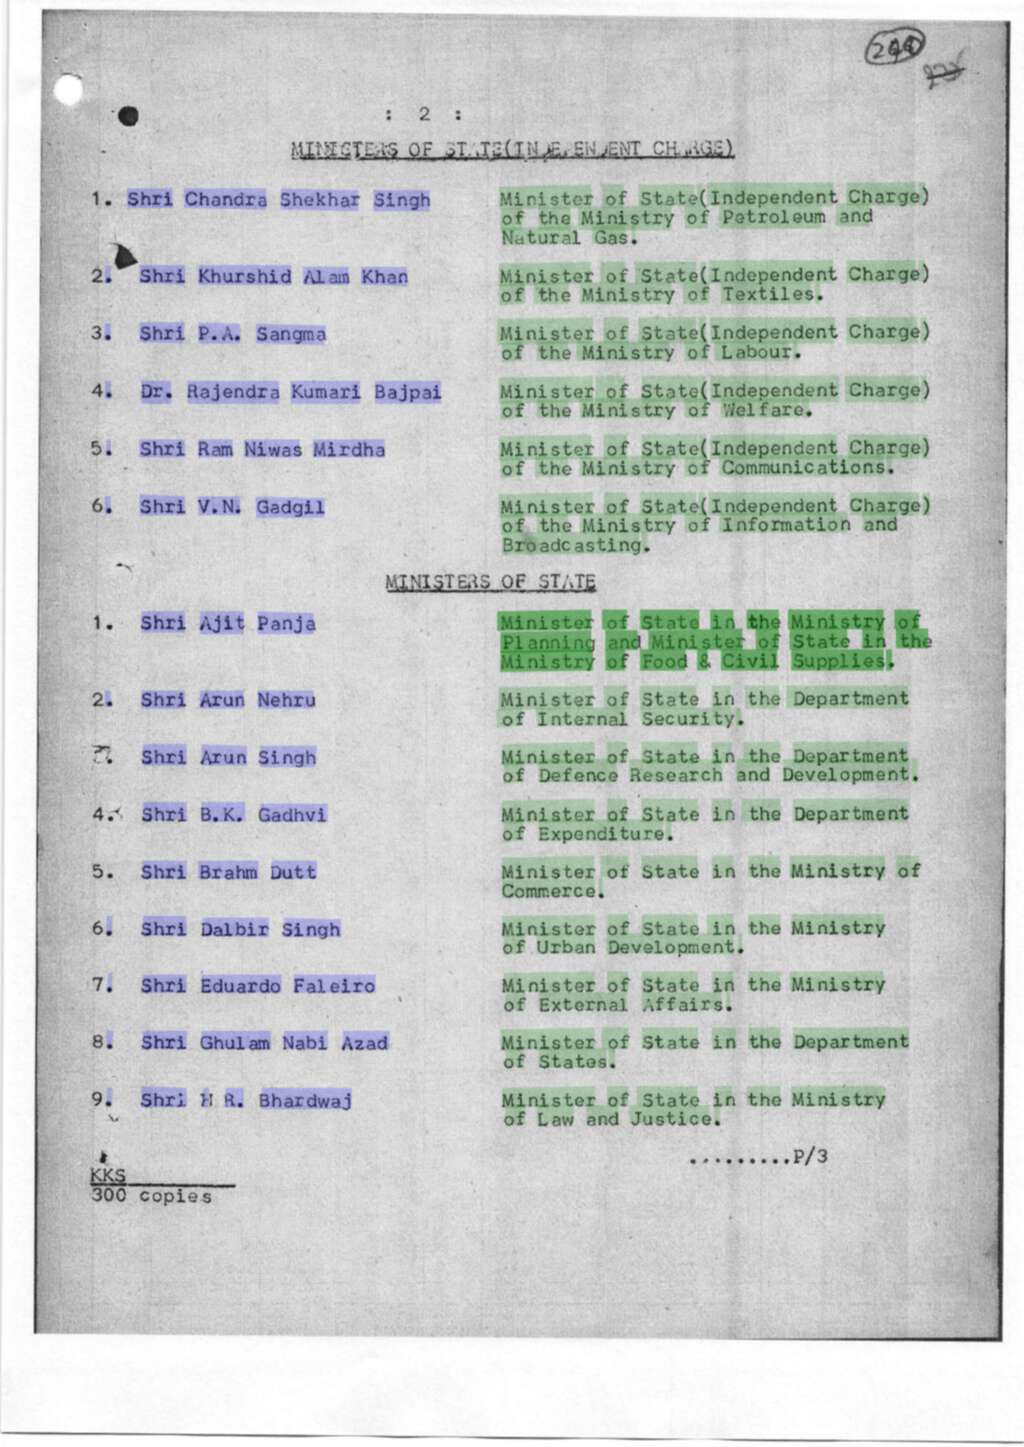 : 2 :
MINISTERS OF STATE(INDEPENDENT CHARGE)
1. Shri Chandra Shekhar Singh Minister of State(Independent Charge)
of the Ministry of Petroleum and
Natural Gas.
2. Shri Khurshid Alam Khan Minister of State(Independent Charge)
of the Ministry of Textiles.
3. Shri P.A. Sangma Minister of State(Independent Charge)
of the Ministry of Labour.
4. Dr. Rajendra Kumari Bajpai Minister of State(Independent Charge)
of the Ministry of Welfare.
5. Shri Ram Niwas Mirdha Minister of State(Independent Charge)
of the Ministry of Communications.
6. Shri V.N. Gadgil Minister of State(Independent Charge)
of the Ministry of Information and
Broadcasting.
MINISTERS OF STATE
1. Shri Ajit Panja Minister of State in the Ministry of
Planning and Minister of State in the
Ministry of Food & Civil Supplies.
2. Shri Arun Nehru Minister of State in the Department
of Internal Security.
3. Shri Arun Singh Minister of State in the Department
of Defence Research and Development.
4. Shri B.K. Gadhvi Minister of State in the Department
of Expenditure.
5. Shri Brahm Dutt Minister of State in the Ministry of
Commerce.
6. Shri Dalbir Singh Minister of State in the Ministry
of Urban Development.
7. Shri Eduardo Faleiro Minister of State in the Ministry
of External Affairs.
8. Shri Ghulam Nabi Azad Minister of State in the Department
of States.
9. Shri H R. Bhardwaj Minister of State in the Ministry
of Law and Justice.
..........P/3
KKS
300 copies